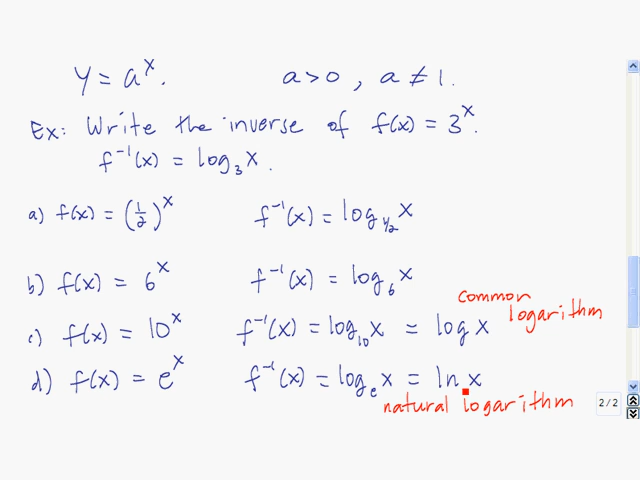 y = a^x.    a > 0 , a ≠ 1.
Ex: Write the inverse of f(x) = 3^x.
f^-1(x) = log_3 x.
a) f(x) = (1/2)^x    f^-1(x) = log_1/2 x
b) f(x) = 6^x    f^-1(x) = log_6 x
common
logarithm
c) f(x) = 10^x    f^-1(x) = log_10 x = log x
d) f(x) = e^x    f^-1(x) = log_e x = ln x
natural logarithm
2/2